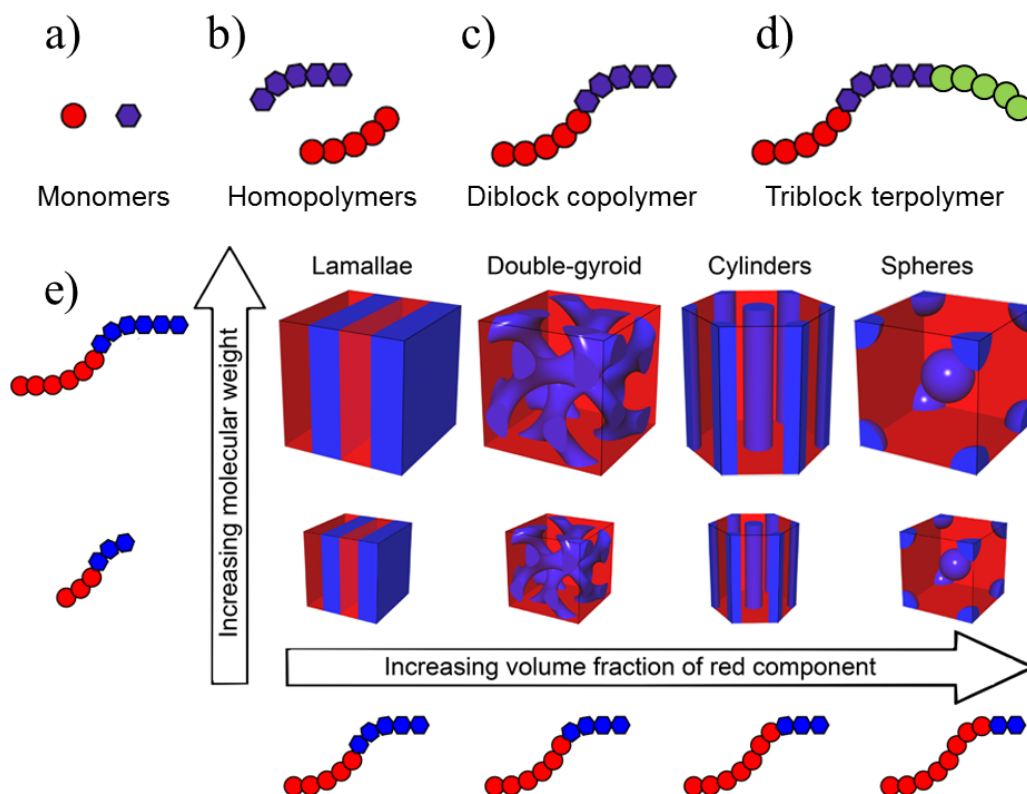 a)
b)
c)
d)
Monomers
Homopolymers
Diblock copolymer
Triblock terpolymer
e)
Lamallae
Double-gyroid
Cylinders
Spheres
Increasing molecular weight
Increasing volume fraction of red component